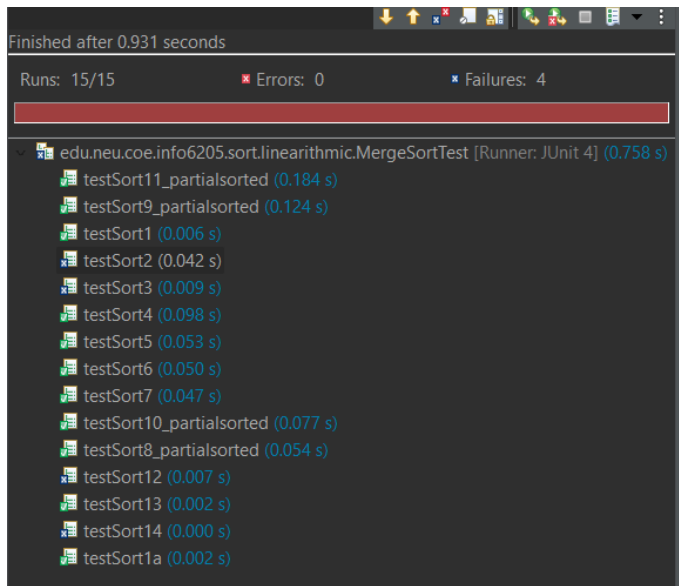 Finished after 0.931 seconds
Runs: 15/15 Errors: 0 Failures: 4
edu.neu.coe.info6205.sort.linearithmic.MergeSortTest [Runner: JUnit 4] (0.758 s)
testSort11_partialsorted (0.184 s)
testSort9_partialsorted (0.124 s)
testSort1 (0.006 s)
testSort2 (0.042 s)
testSort3 (0.009 s)
testSort4 (0.098 s)
testSort5 (0.053 s)
testSort6 (0.050 s)
testSort7 (0.047 s)
testSort10_partialsorted (0.077 s)
testSort8_partialsorted (0.054 s)
testSort12 (0.007 s)
testSort13 (0.002 s)
testSort14 (0.000 s)
testSort1a (0.002 s)